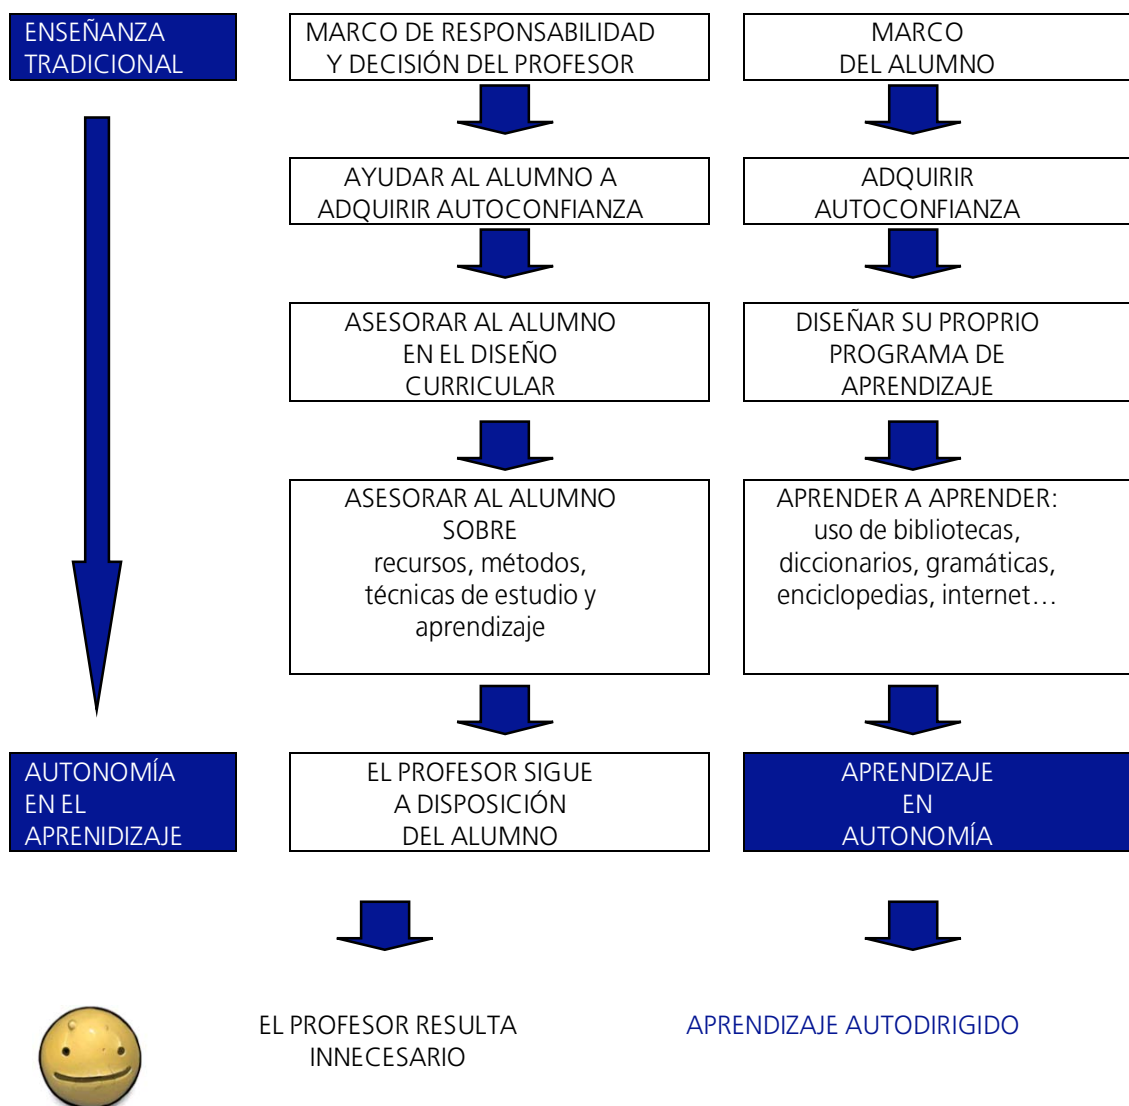 ENSEÑANZA
TRADICIONAL
MARCO DE RESPONSABILIDAD
Y DECISIÓN DEL PROFESOR
MARCO
DEL ALUMNO
AYUDAR AL ALUMNO A
ADQUIRIR AUTOCONFIANZA
ADQUIRIR
AUTOCONFIANZA
ASESORAR AL ALUMNO
EN EL DISEÑO
CURRICULAR
DISEÑAR SU PROPRIO
PROGRAMA DE
APRENDIZAJE
ASESORAR AL ALUMNO
SOBRE
recursos, métodos,
técnicas de estudio y
aprendizaje
APRENDER A APRENDER:
uso de bibliotecas,
diccionarios, gramáticas,
enciclopedias, internet…
AUTONOMÍA
EN EL
APRENIDIZAJE
EL PROFESOR SIGUE
A DISPOSICIÓN
DEL ALUMNO
APRENDIZAJE
EN
AUTONOMÍA
EL PROFESOR RESULTA
INNECESARIO
APRENDIZAJE AUTODIRIGIDO